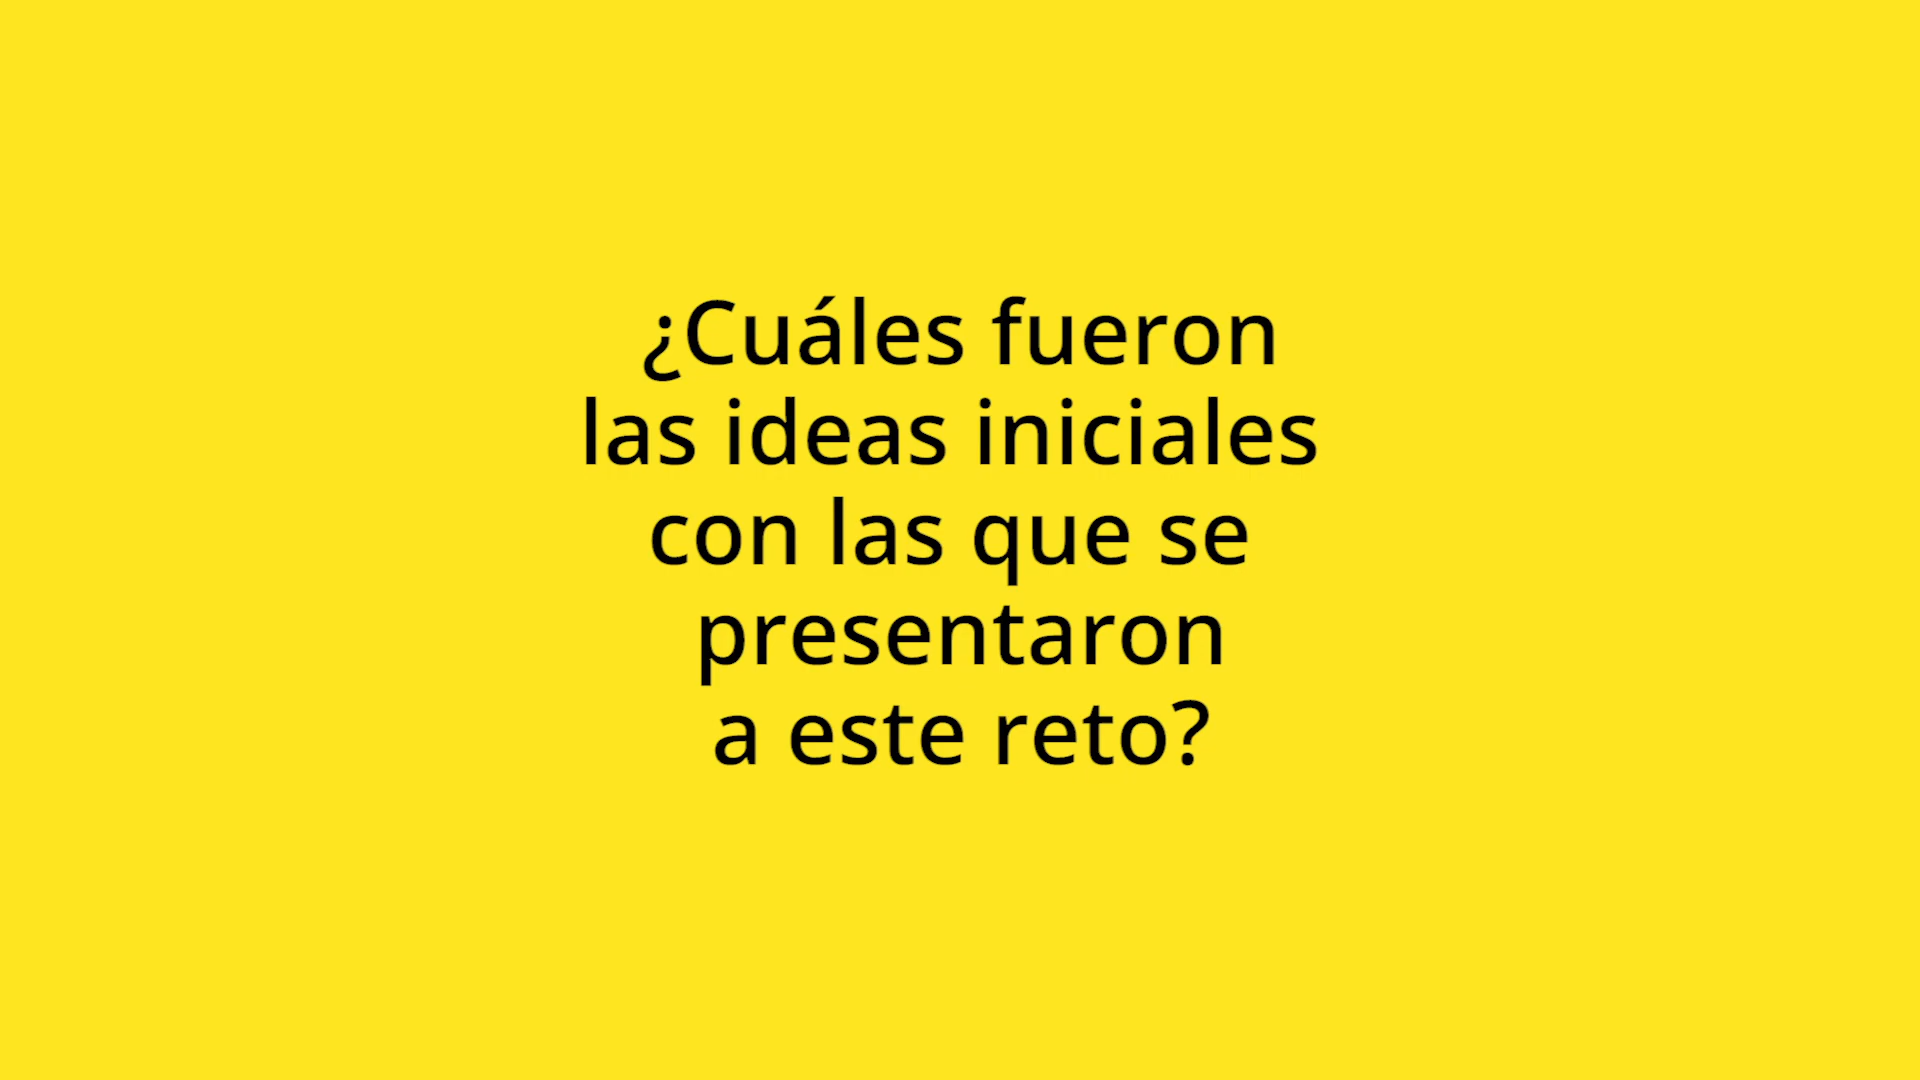 ¿Cuáles fueron
las ideas iniciales
con las que se
presentaron
a este reto?